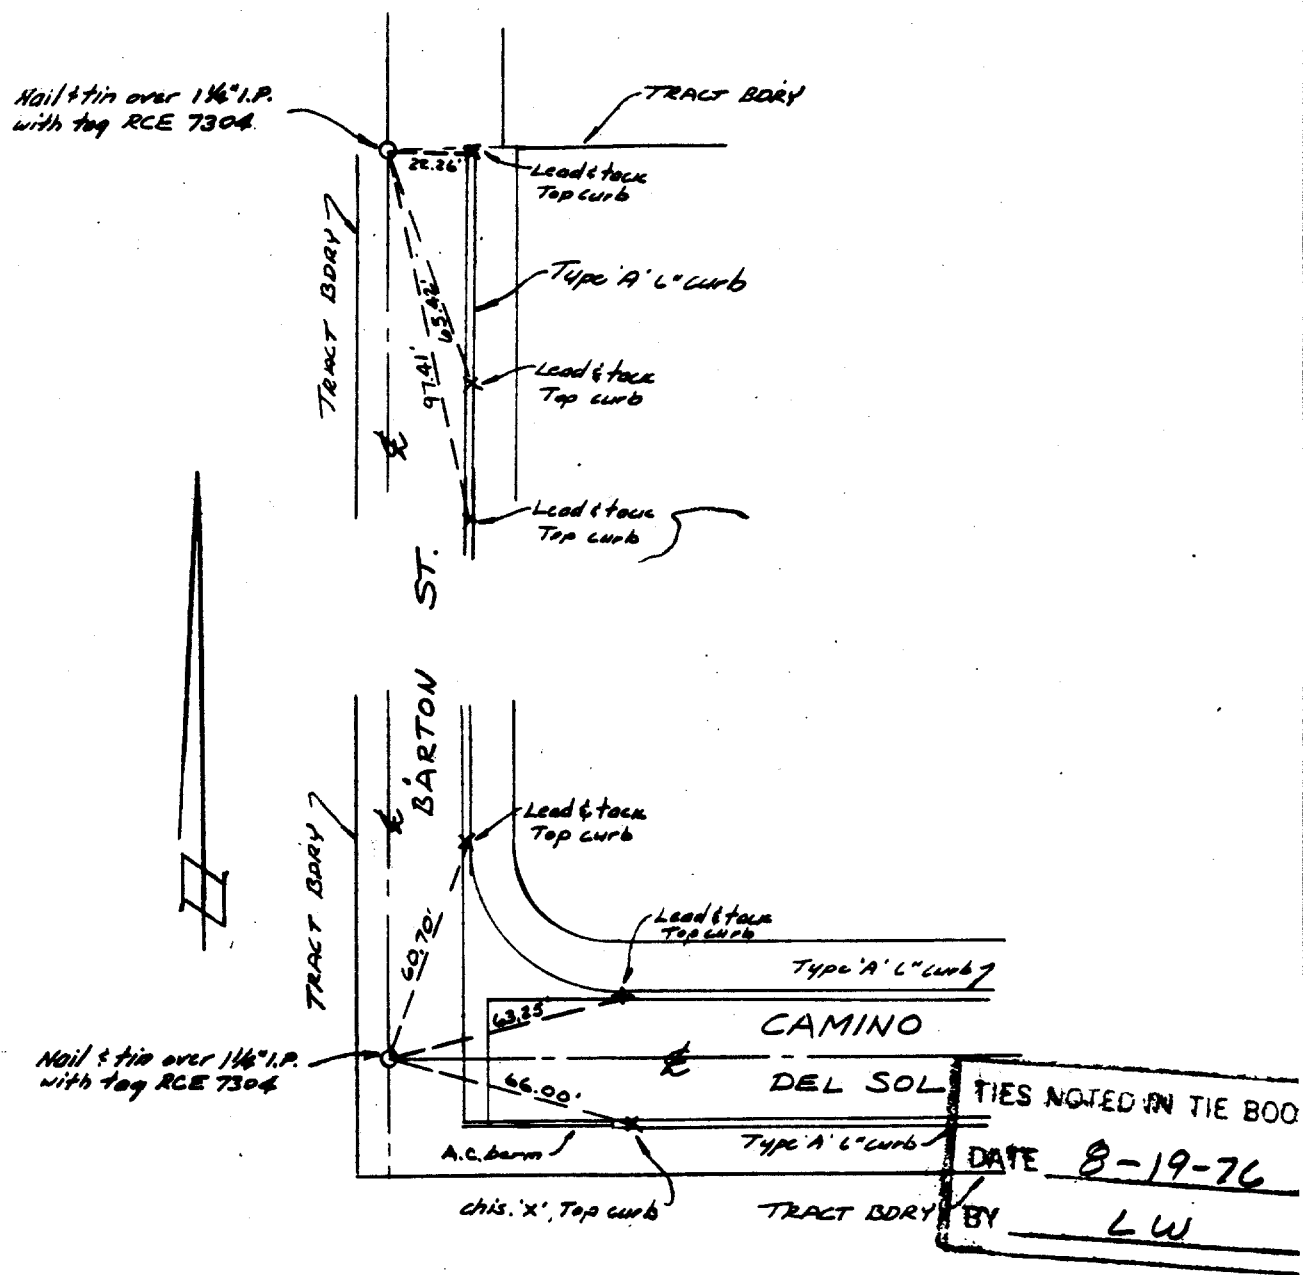 Nail & tin over 1¼" I.P.
with tag RCE 7304
TRACT BDRY
22.26'
Lead & tack
Top curb
TRACT BDRY
Type 'A' 6" curb
63.42'
97.41'
Lead & tack
Top curb
℄
Lead & tack
Top curb
BARTON ST.
TRACT BDRY
℄
Lead & tack
Top curb
60.70'
Lead & tack
Top curb
Type 'A' 6" curb
63.25'
CAMINO
Nail & tin over 1¼" I.P.
with tag RCE 7304
℄
DEL SOL
66.00'
TIES NOTED IN TIE BOO
A.C. berm
Type 'A' 6" curb
DATE 8-19-76
chis. 'X', Top curb
TRACT BDRY
BY LW